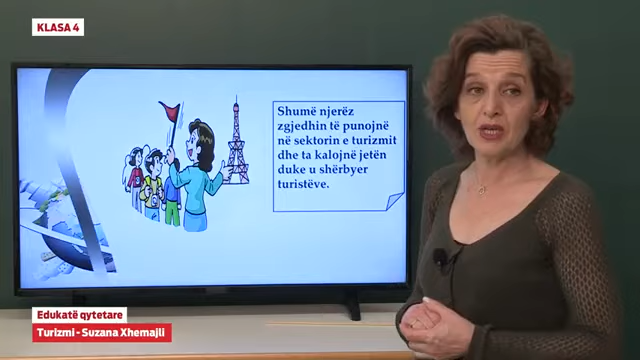 KLASA 4
Shumë njerëz
zgjedhin të punojnë
në sektorin e turizmit
dhe ta kalojnë jetën
duke u shërbyer
turistëve.
Edukatë qytetare
Turizmi - Suzana Xhemajli